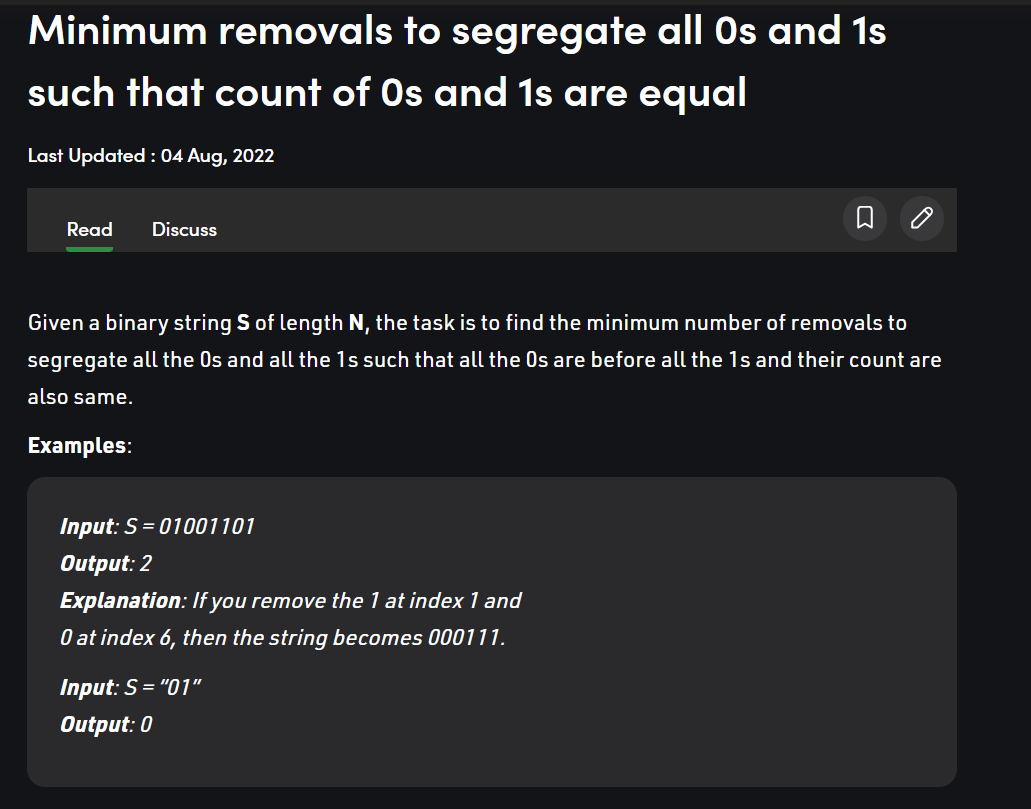 Minimum removals to segregate all 0s and 1s
such that count of 0s and 1s are equal
Last Updated : 04 Aug, 2022
Read Discuss
Given a binary string S of length N, the task is to find the minimum number of removals to
segregate all the 0s and all the 1s such that all the 0s are before all the 1s and their count are
also same.
Examples:
Input: S = 01001101
Output: 2
Explanation: If you remove the 1 at index 1 and
0 at index 6, then the string becomes 000111.
Input: S = “01”
Output: 0